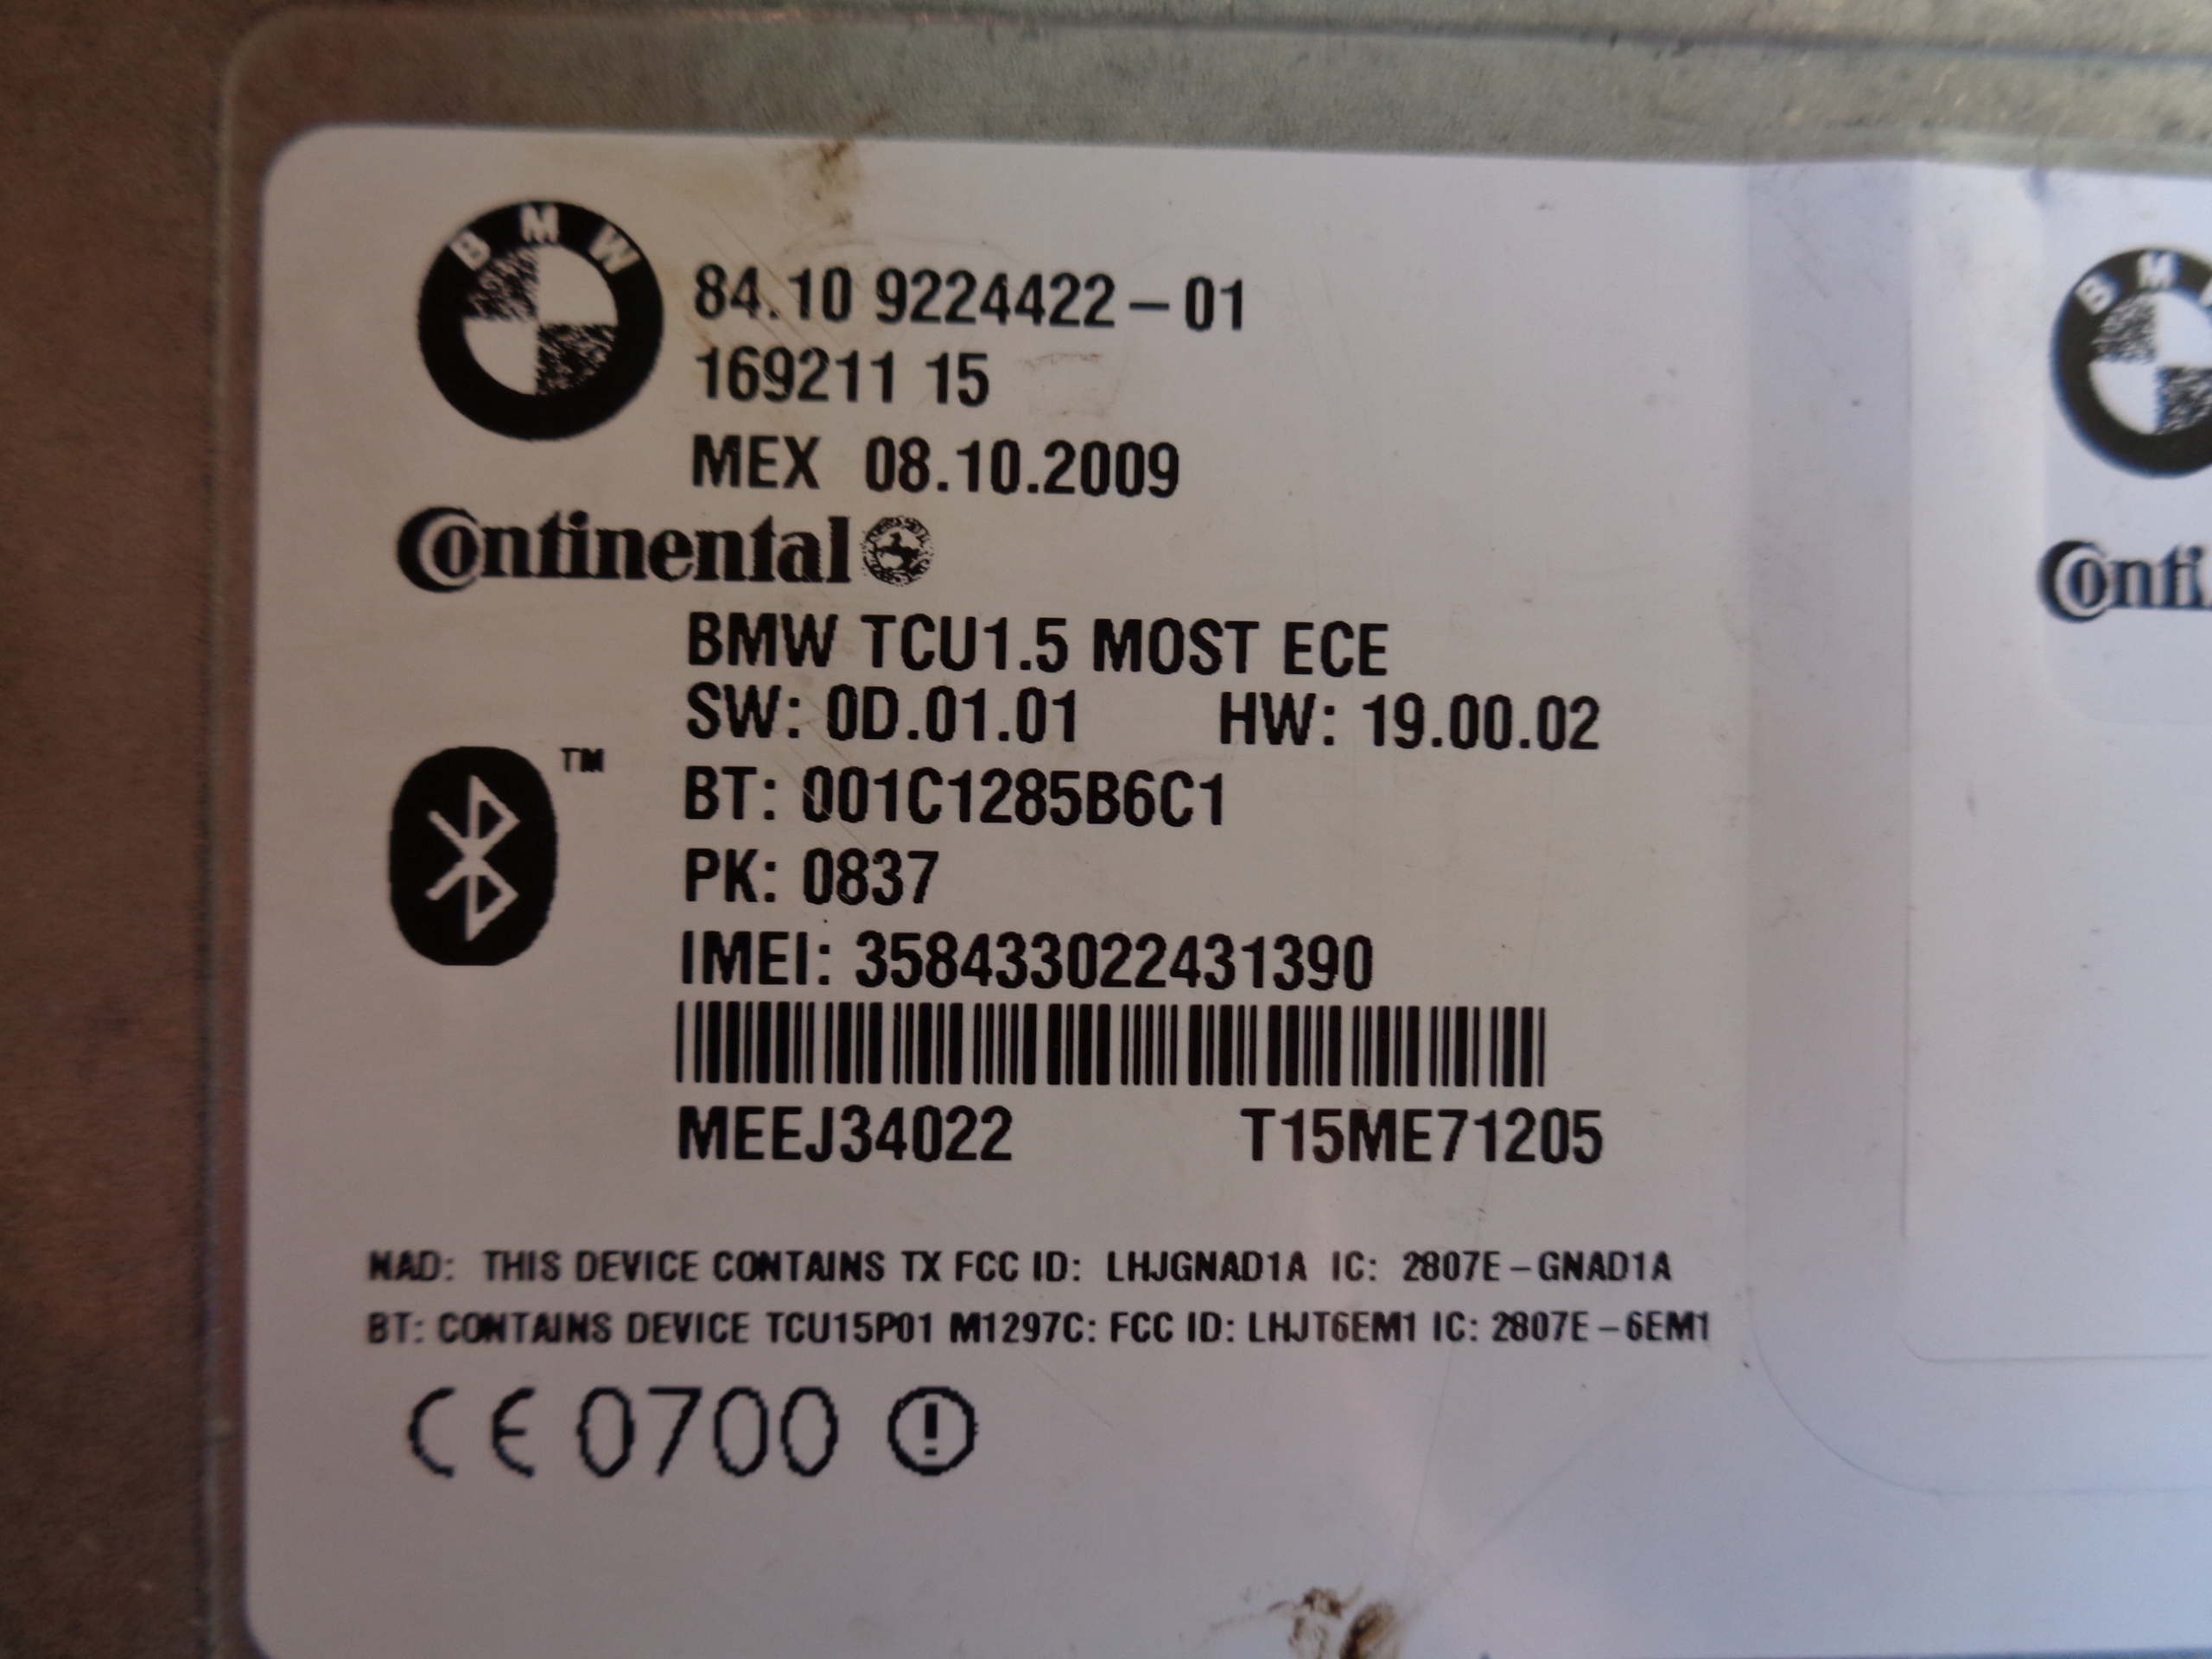 BMW
84.10 9224422-01
169211 15
MEX 08.10.2009
Continental
BMW TCU1.5 MOST ECE
SW: 0D.01.01 HW: 19.00.02
TM
BT: 001C1285B6C1
PK: 0837
IMEI: 358433022431390
MEEJ34022 T15ME71205
NAD: THIS DEVICE CONTAINS TX FCC ID: LHJGNAD1A IC: 2807E-GNAD1A
BT: CONTAINS DEVICE TCU15P01 M1297C: FCC ID: LHJT6EM1 IC: 2807E-6EM1
CE 0700 !
BM
Conti